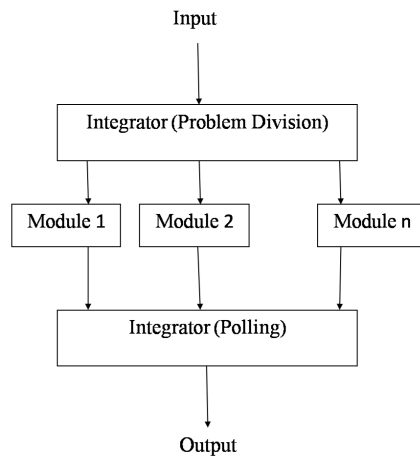 Input
Integrator (Problem Division)
Module 1
Module 2
Module n
Integrator (Polling)
Output